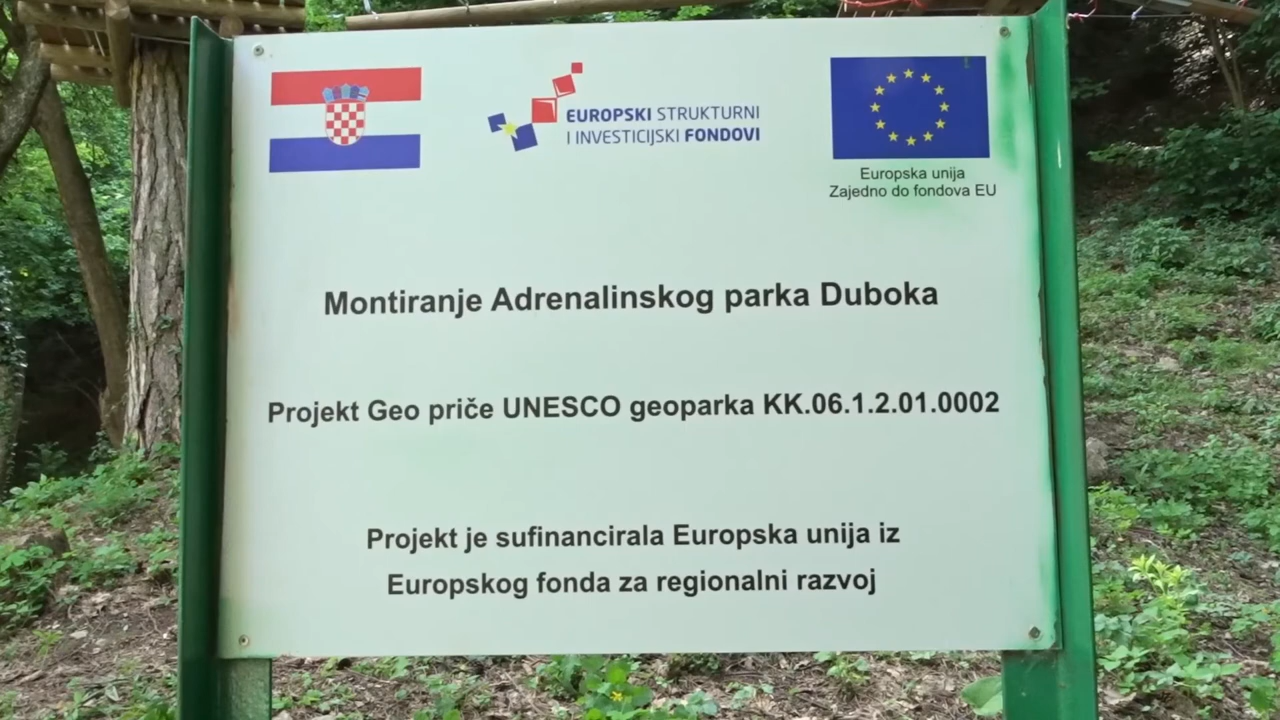 EUROPSKI STRUKTURNI
I INVESTICIJSKI FONDOVI
Europska unija
Zajedno do fondova EU
Montiranje Adrenalinskog parka Duboka
Projekt Geo priče UNESCO geoparka KK.06.1.2.01.0002
Projekt je sufinancirala Europska unija iz
Europskog fonda za regionalni razvoj